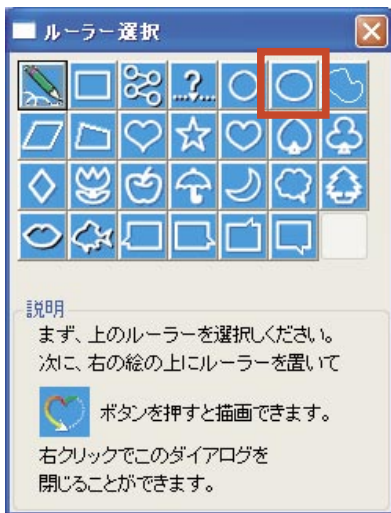 ルーラー選択
...?...
説明
まず、上のルーラーを選択しください。
次に、右の絵の上にルーラーを置いて
ボタンを押すと描画できます。
右クリックでこのダイアログを
閉じることができます。